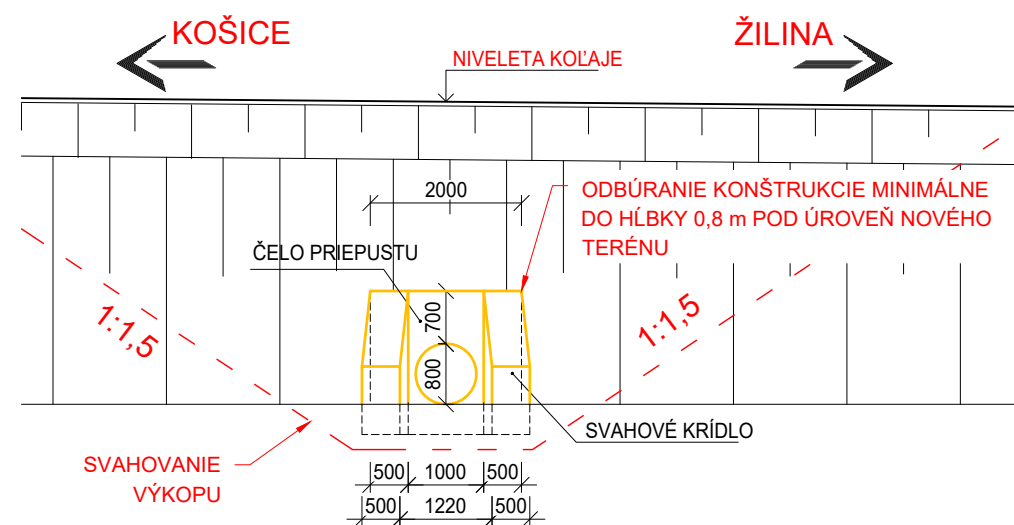 KOŠICE
ŽILINA
NIVELETA KOĽAJE
2000
ODBÚRANIE KONŠTRUKCIE MINIMÁLNE
DO HĹBKY 0,8 m POD ÚROVEŇ NOVÉHO
TERÉNU
ČELO PRIEPUSTU
1:1,5
700
1:1,5
800
SVAHOVÉ KRÍDLO
SVAHOVANIE
VÝKOPU
500 1000 500
500 1220 500